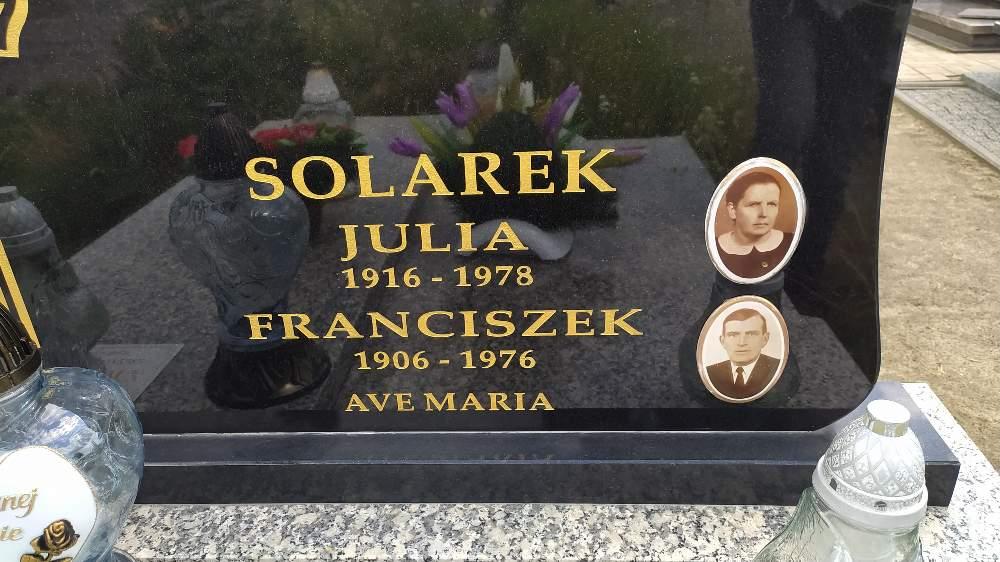 SOLAREK
JULIA
1916 - 1978
FRANCISZEK
1906 - 1976
AVE MARIA